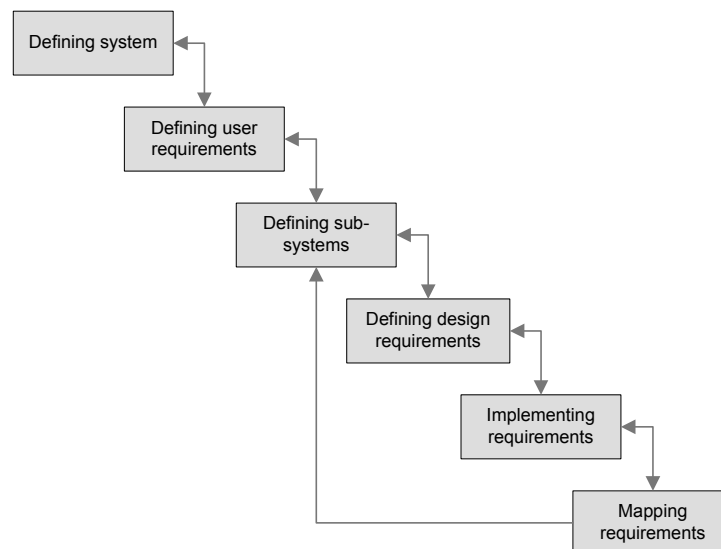 Defining system
Defining user
requirements
Defining sub-
systems
Defining design
requirements
Implementing
requirements
Mapping
requirements